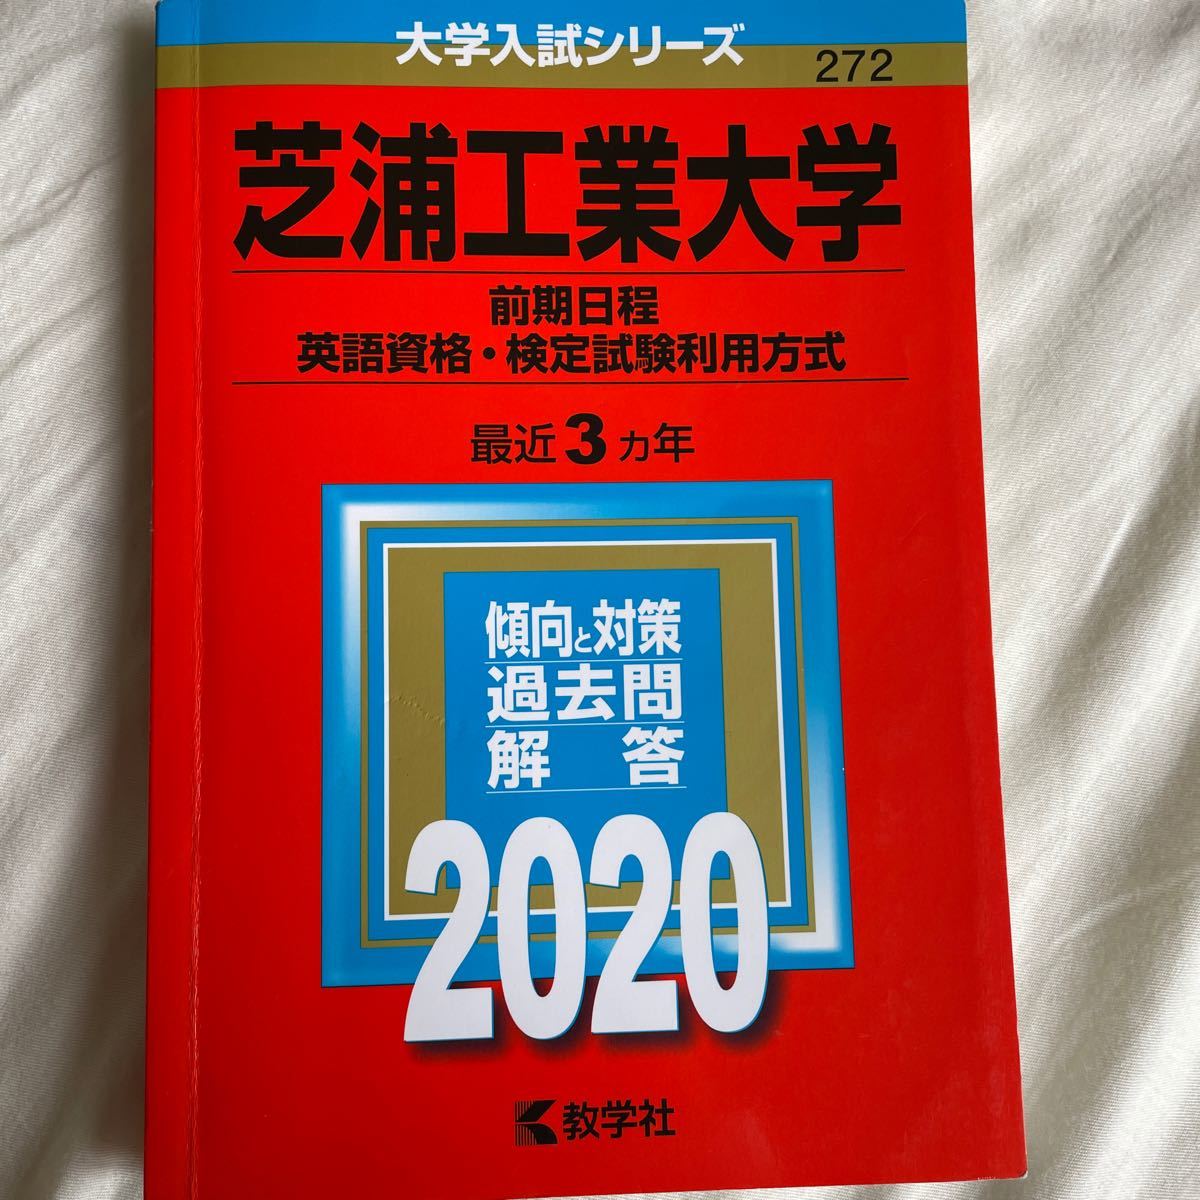 大学入試シリーズ
272
芝浦工業大学
前期日程
英語資格・検定試験利用方式
最近3カ年
傾向と対策
過去問
解答
2020
教学社